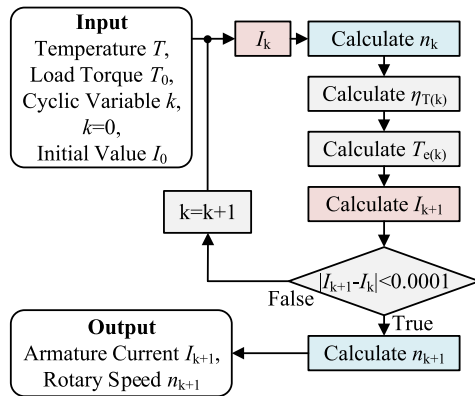 Input
Temperature T,
Load Torque T0,
Cyclic Variable k,
k=0,
Initial Value I0
Ik
Calculate nk
Calculate ηT(k)
Calculate Te(k)
Calculate Ik+1
k=k+1
|Ik+1-Ik|<0.0001
False
True
Calculate nk+1
Output
Armature Current Ik+1,
Rotary Speed nk+1